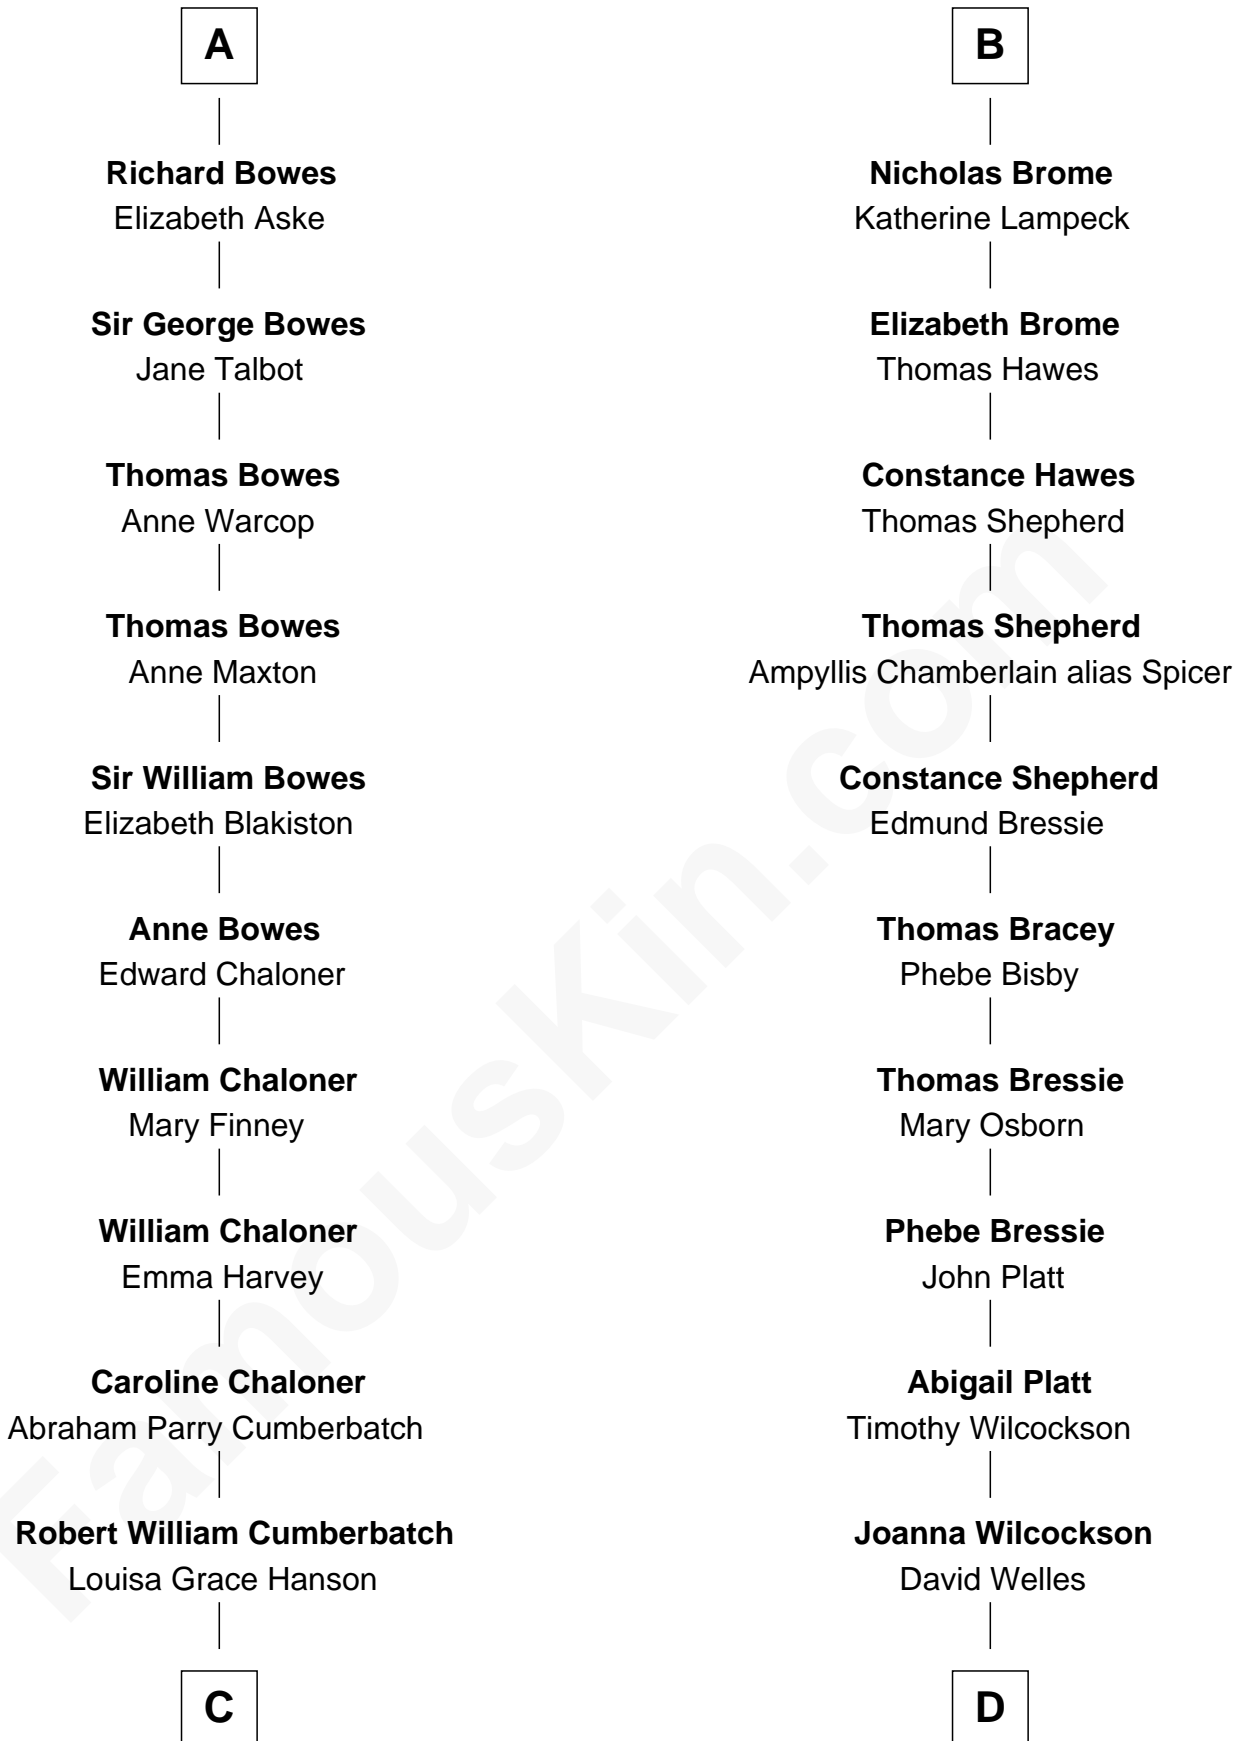 A
Richard Bowes
Elizabeth Aske
Sir George Bowes
Jane Talbot
Thomas Bowes
Anne Warcop
Thomas Bowes
Anne Maxton
Sir William Bowes
Elizabeth Blakiston
Anne Bowes
Edward Chaloner
William Chaloner
Mary Finney
William Chaloner
Emma Harvey
Caroline Chaloner
Abraham Parry Cumberbatch
Robert William Cumberbatch
Louisa Grace Hanson
C
B
Nicholas Brome
Katherine Lampeck
Elizabeth Brome
Thomas Hawes
Constance Hawes
Thomas Shepherd
Thomas Shepherd
Ampyllis Chamberlain alias Spicer
Constance Shepherd
Edmund Bressie
Thomas Bracey
Phebe Bisby
Thomas Bressie
Mary Osborn
Phebe Bressie
John Platt
Abigail Platt
Timothy Wilcockson
Joanna Wilcockson
David Welles
D
FamousKin.com